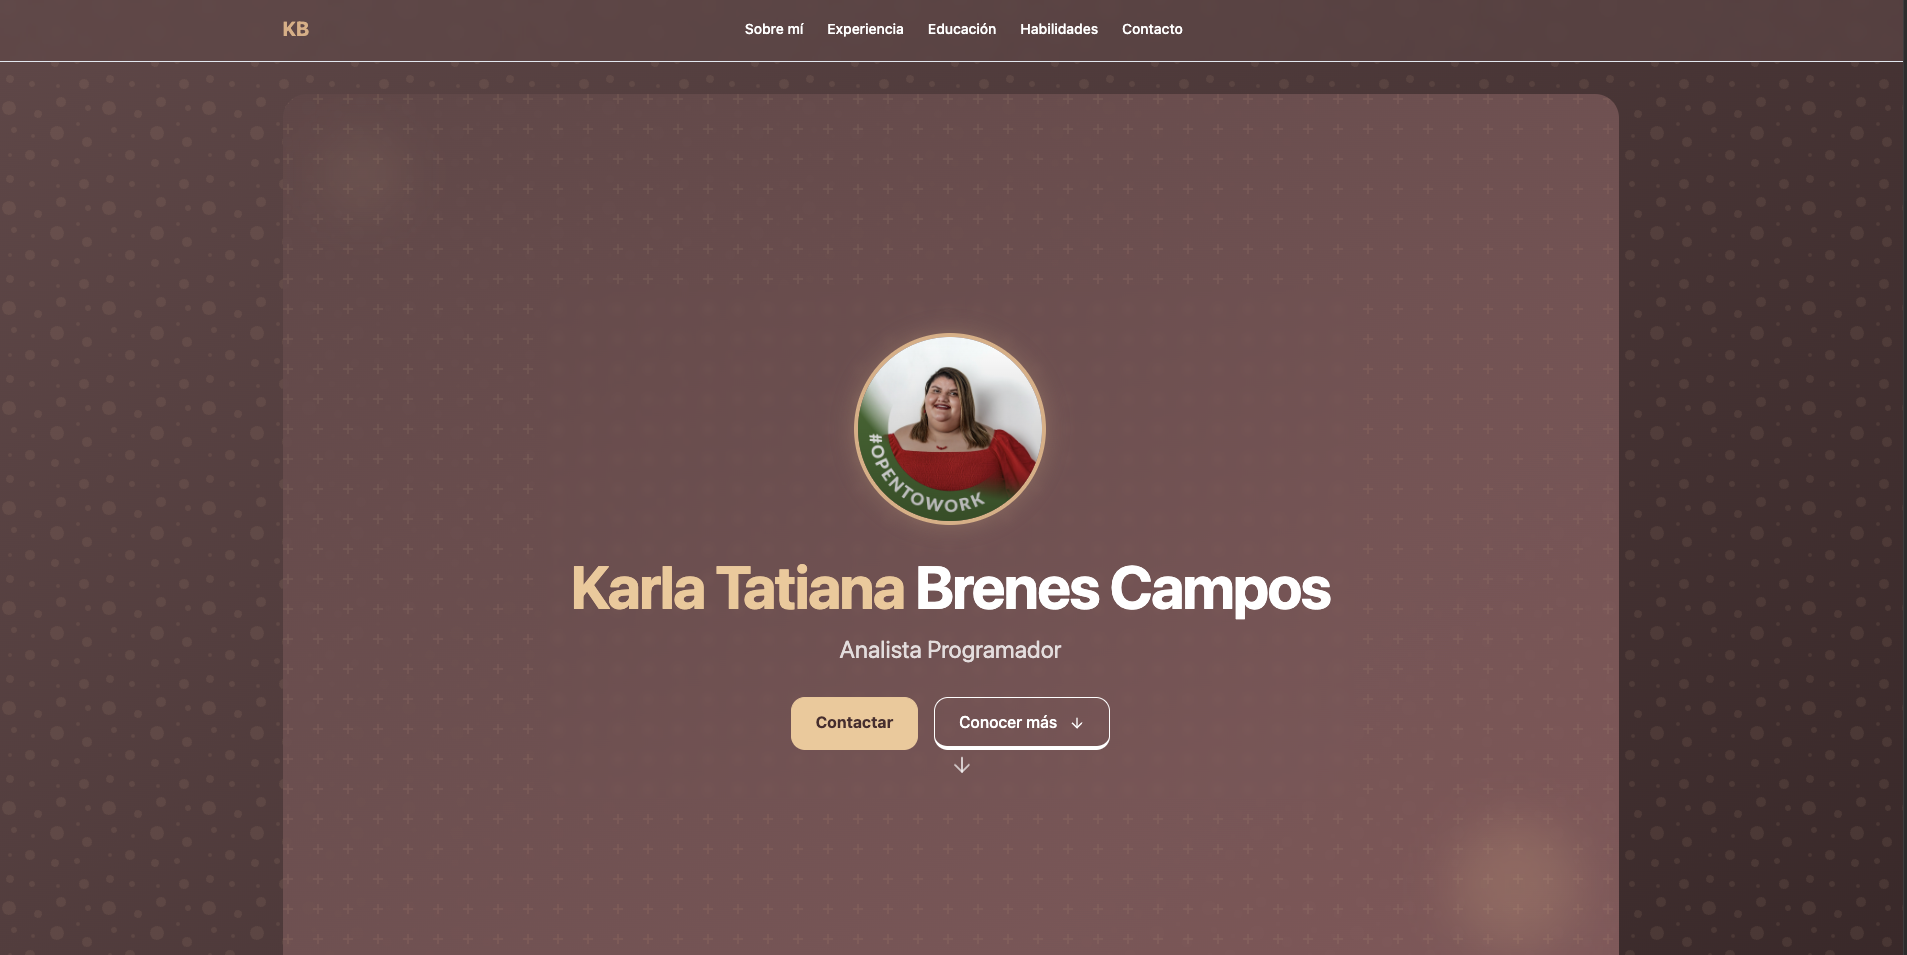 KB
Sobre mí Experiencia Educación Habilidades Contacto
#OPENTOWORK
Karla Tatiana Brenes Campos
Analista Programador
Contactar
Conocer más ↓